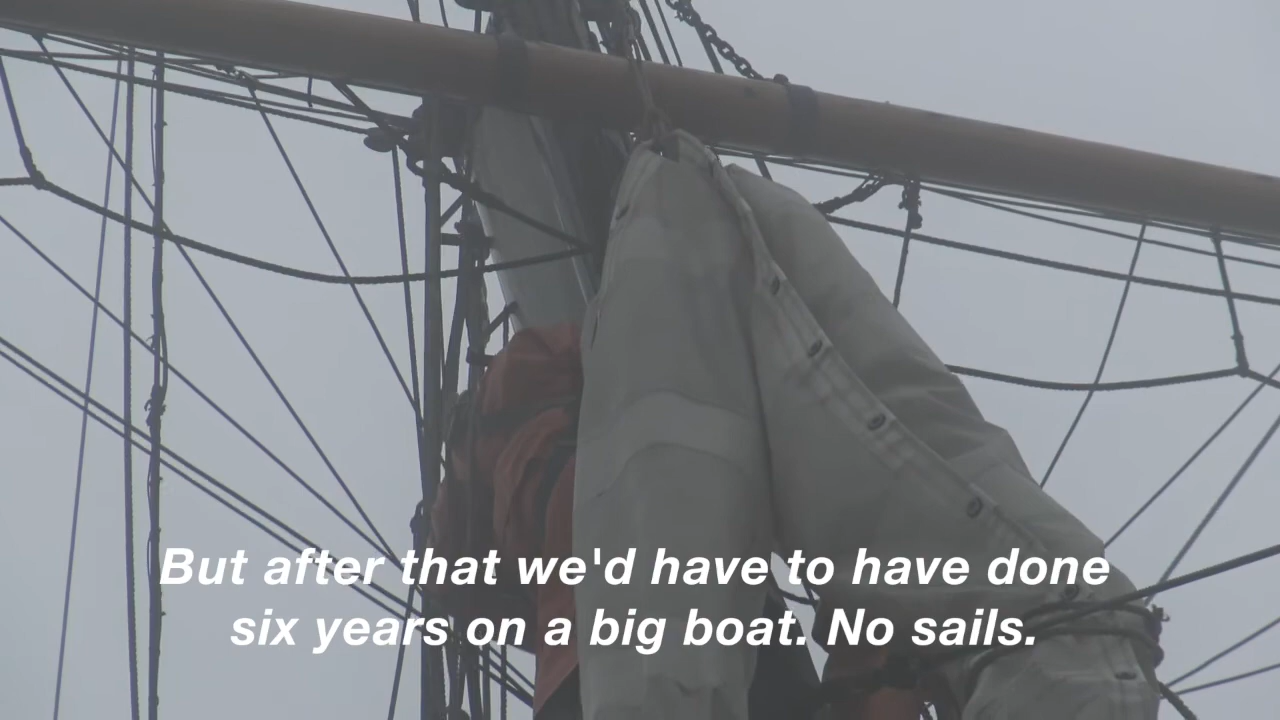 But after that we'd have to have done
six years on a big boat. No sails.